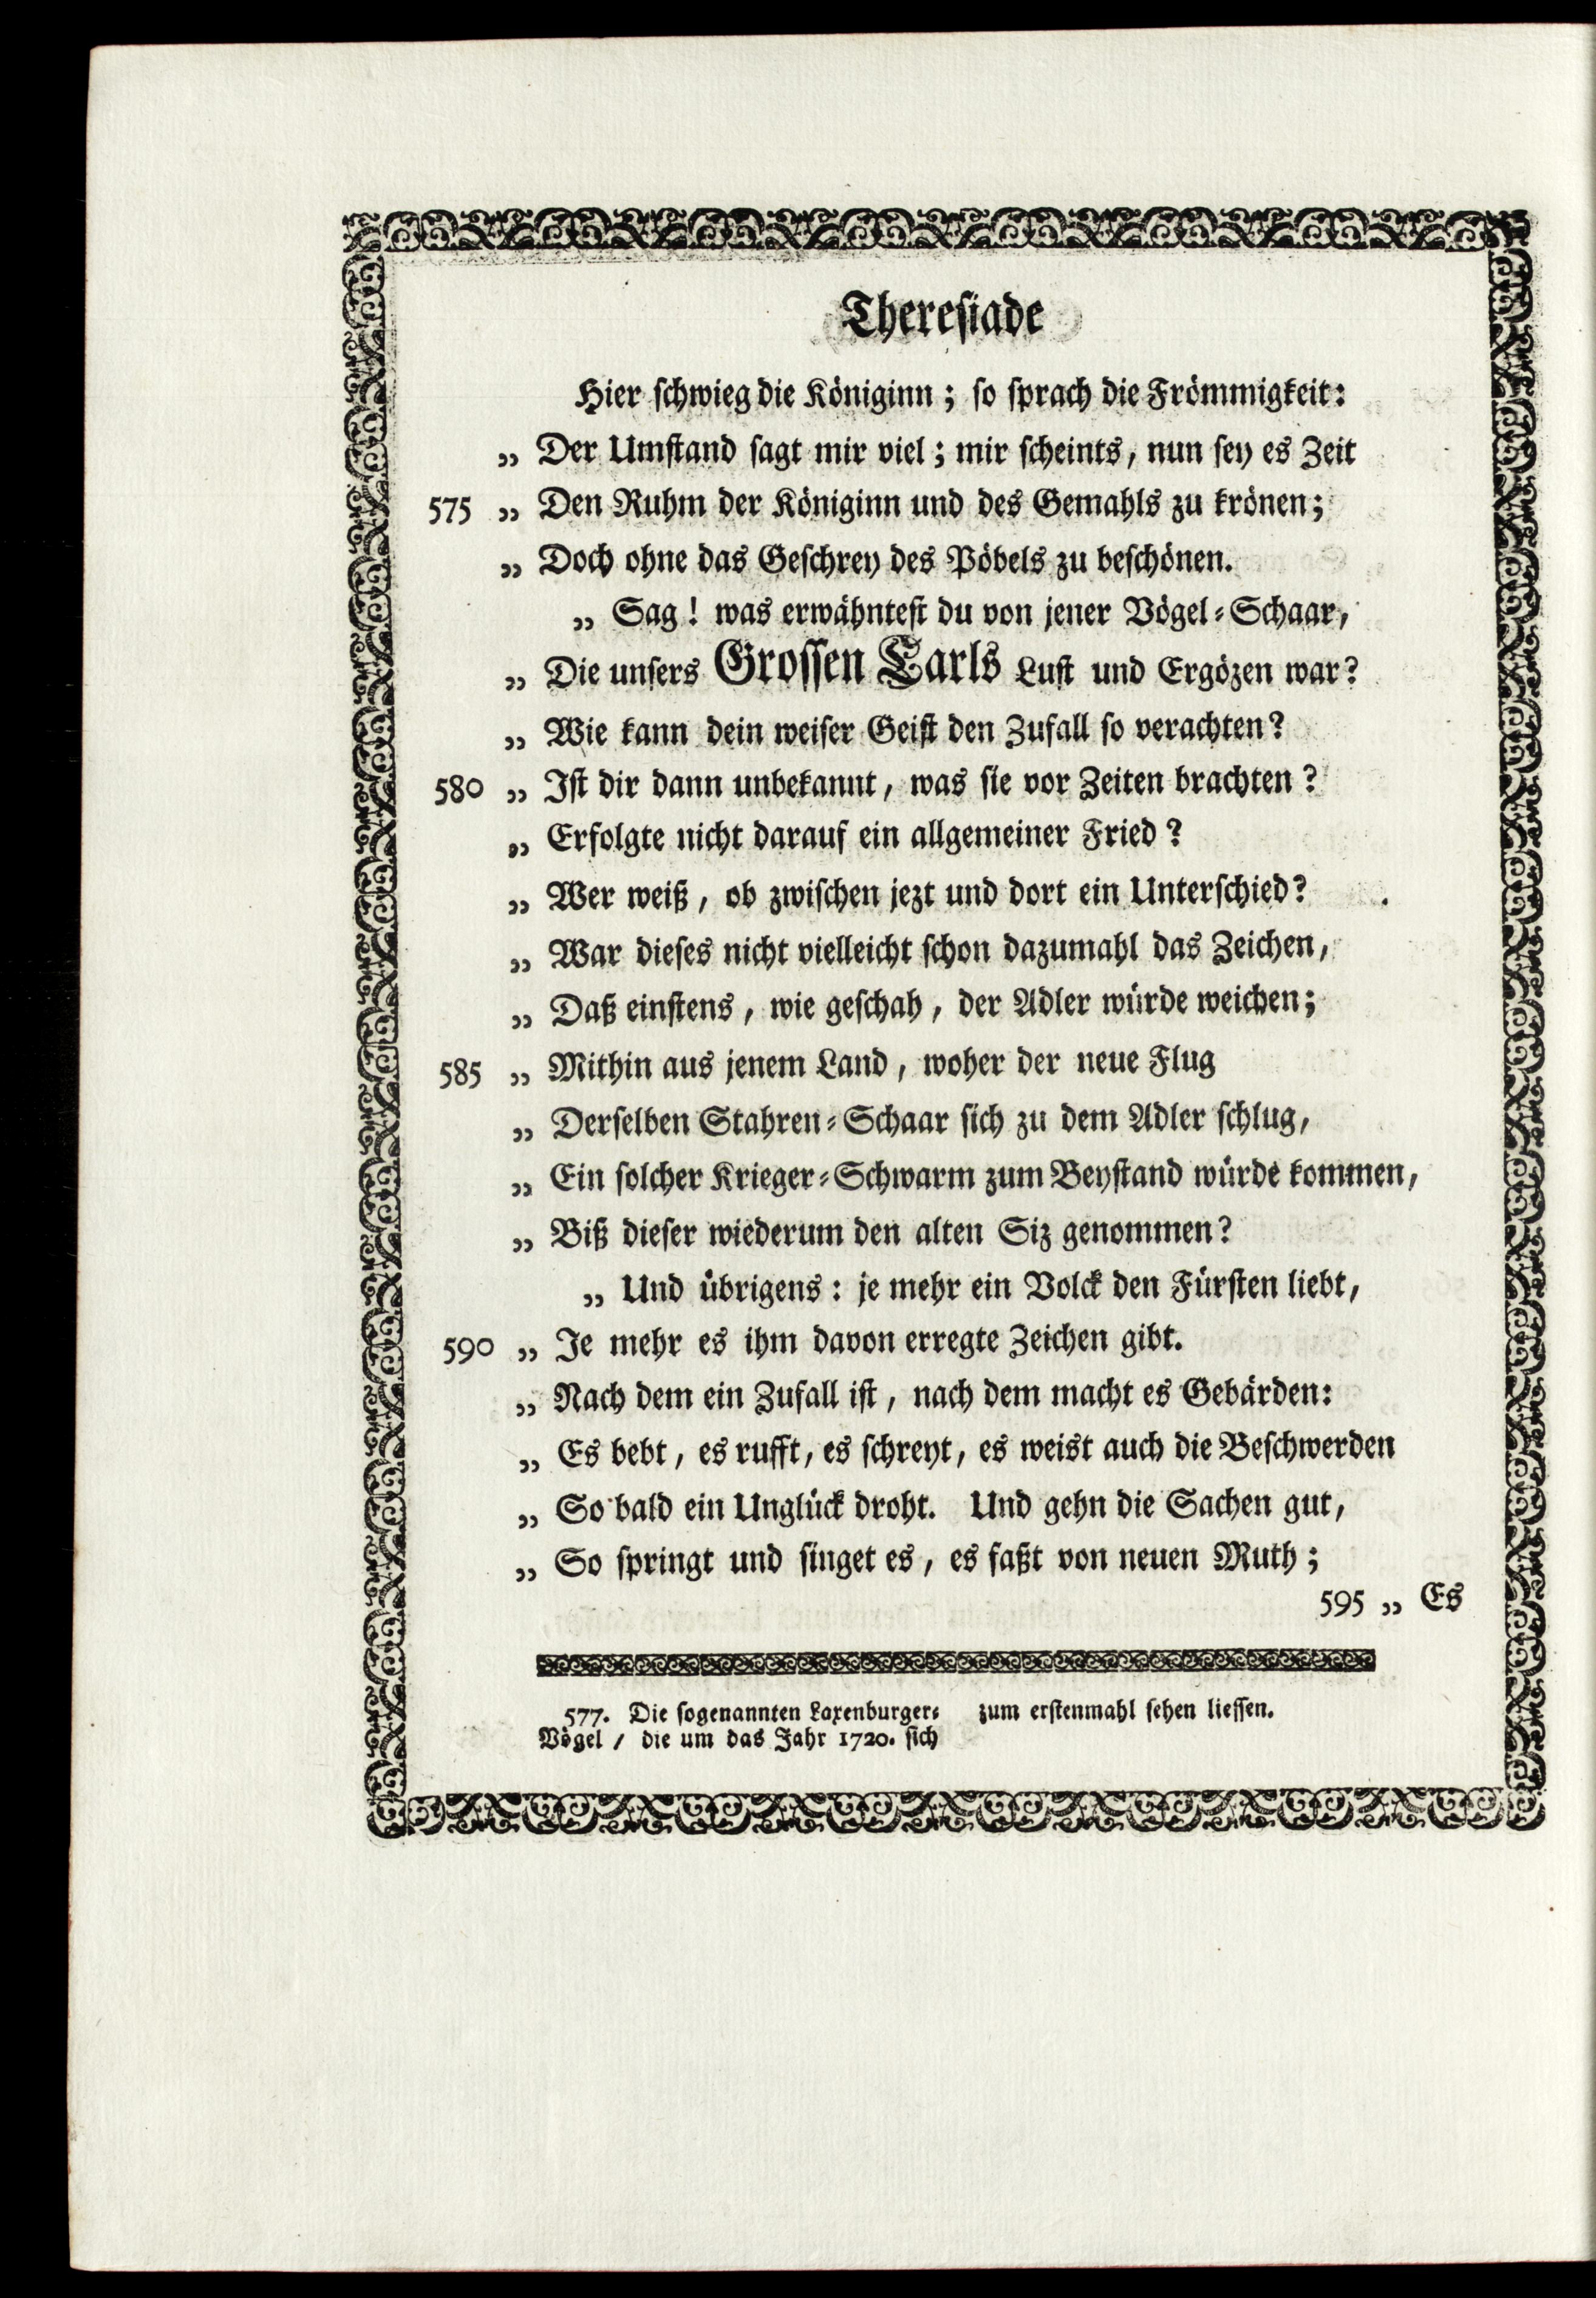 Theresiade
Hier schwieg die Königinn; so sprach die Frömmigkeit:
„ Der Umstand sagt mir viel; mir scheints, nun sey es Zeit
575 „ Den Ruhm der Königinn und des Gemahls zu krönen;
„ Doch ohne das Geschrey des Pöbels zu beschönen.
„ Sag! was erwähntest du von jener Vögel-Schaar,
„ Die unsers Grossen Carls Lust und Ergözen war?
„ Wie kann dein weiser Geist den Zufall so verachten?
580 „ Ist dir dann unbekannt, was sie vor Zeiten brachten?
„ Erfolgte nicht darauf ein allgemeiner Fried?
„ Wer weiß, ob zwischen jezt und dort ein Unterschied?
„ War dieses nicht vielleicht schon dazumahl das Zeichen,
„ Daß einstens, wie geschah, der Adler würde weichen;
585 „ Mithin aus jenem Land, woher der neue Flug
„ Derselben Stahren-Schaar sich zu dem Adler schlug,
„ Ein solcher Krieger-Schwarm zum Beystand würde kommen,
„ Biß dieser wiederum den alten Siz genommen?
„ Und übrigens: je mehr ein Volck den Fürsten liebt,
590 „ Je mehr es ihm davon erregte Zeichen gibt.
„ Nach dem ein Zufall ist, nach dem macht es Gebärden:
„ Es bebt, es rufft, es schreyt, es weist auch die Beschwerden
„ So bald ein Unglück droht. Und gehn die Sachen gut,
„ So springt und singet es, es faßt von neuen Muth;
595 „ Es
577. Die sogenannten Laxenburger-
Vögel / die um das Jahr 1720. sich
zum erstenmahl sehen liessen.